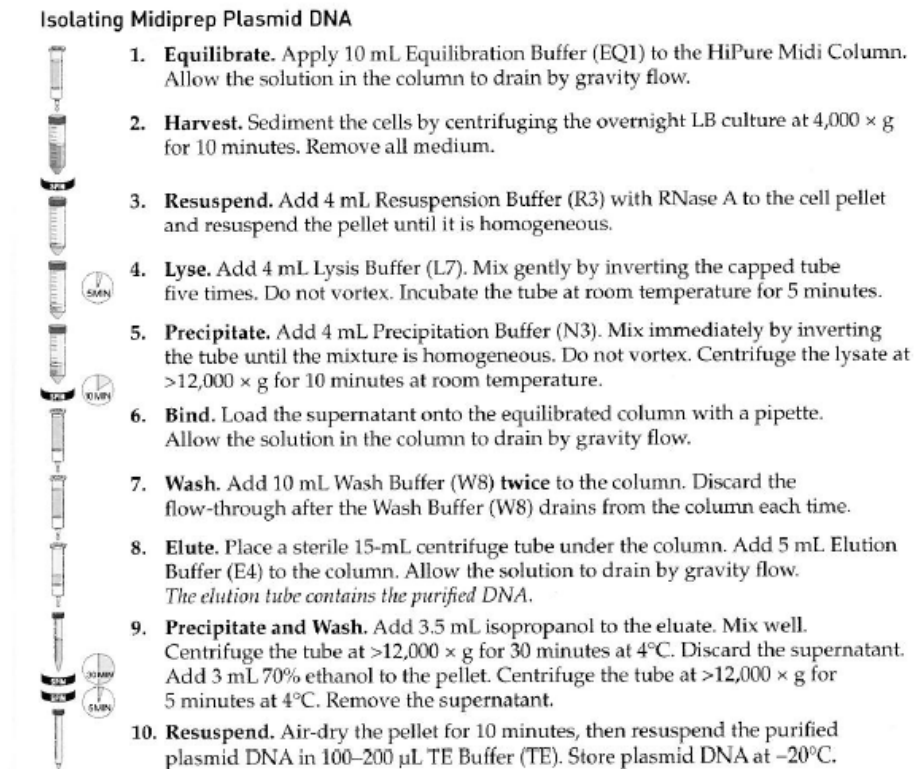 Isolating Midiprep Plasmid DNA
1. Equilibrate. Apply 10 mL Equilibration Buffer (EQ1) to the HiPure Midi Column.
Allow the solution in the column to drain by gravity flow.
2. Harvest. Sediment the cells by centrifuging the overnight LB culture at 4,000 × g
for 10 minutes. Remove all medium.
SPIN
3. Resuspend. Add 4 mL Resuspension Buffer (R3) with RNase A to the cell pellet
and resuspend the pellet until it is homogeneous.
4. Lyse. Add 4 mL Lysis Buffer (L7). Mix gently by inverting the capped tube
five times. Do not vortex. Incubate the tube at room temperature for 5 minutes.
5MIN
5. Precipitate. Add 4 mL Precipitation Buffer (N3). Mix immediately by inverting
the tube until the mixture is homogeneous. Do not vortex. Centrifuge the lysate at
>12,000 × g for 10 minutes at room temperature.
SPIN
10 MIN
6. Bind. Load the supernatant onto the equilibrated column with a pipette.
Allow the solution in the column to drain by gravity flow.
7. Wash. Add 10 mL Wash Buffer (W8) twice to the column. Discard the
flow-through after the Wash Buffer (W8) drains from the column each time.
8. Elute. Place a sterile 15-mL centrifuge tube under the column. Add 5 mL Elution
Buffer (E4) to the column. Allow the solution to drain by gravity flow.
The elution tube contains the purified DNA.
9. Precipitate and Wash. Add 3.5 mL isopropanol to the eluate. Mix well.
Centrifuge the tube at >12,000 × g for 30 minutes at 4°C. Discard the supernatant.
Add 3 mL 70% ethanol to the pellet. Centrifuge the tube at >12,000 × g for
5 minutes at 4°C. Remove the supernatant.
SPIN
30MIN
SPIN
5MIN
10. Resuspend. Air-dry the pellet for 10 minutes, then resuspend the purified
plasmid DNA in 100–200 µL TE Buffer (TE). Store plasmid DNA at –20°C.